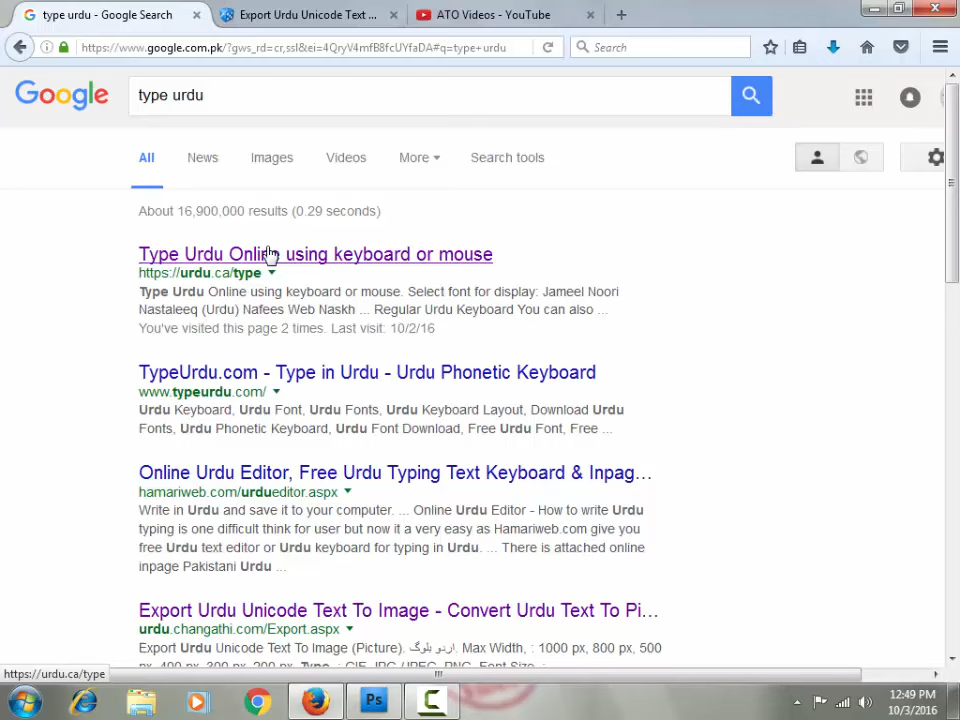 type urdu - Google Search
Export Urdu Unicode Text ...
ATO Videos - YouTube
https://www.google.com.pk/?gws_rd=cr,ssl&ei=4QryV4mfB8fcUYfaDA#q=type+urdu
Search
Google
type urdu
All
News
Images
Videos
More
Search tools
About 16,900,000 results (0.29 seconds)
Type Urdu Online using keyboard or mouse
https://urdu.ca/type
Type Urdu Online using keyboard or mouse. Select font for display: Jameel Noori
Nastaleeq (Urdu) Nafees Web Naskh ... Regular Urdu Keyboard You can also ...
You've visited this page 2 times. Last visit: 10/2/16
TypeUrdu.com - Type in Urdu - Urdu Phonetic Keyboard
www.typeurdu.com/
Urdu Keyboard, Urdu Font, Urdu Fonts, Urdu Keyboard Layout, Download Urdu
Fonts, Urdu Phonetic Keyboard, Urdu Font Download, Free Urdu Font, Free ...
Online Urdu Editor, Free Urdu Typing Text Keyboard & Inpag...
hamariweb.com/urdueditor.aspx
Write in Urdu and save it to your computer. ... Online Urdu Editor - How to write Urdu
typing is one difficult think for user but now it a very easy as Hamariweb.com give you
free Urdu text editor or Urdu keyboard for typing in Urdu. ... There is attached online
inpage Pakistani Urdu ...
Export Urdu Unicode Text To Image - Convert Urdu Text To Pi...
urdu.changathi.com/Export.aspx
Export Urdu Unicode Text To Image (Picture). اردو بلوگ. Max Width, : 1000 px, 800 px, 500
px, 400 px, 300 px, 200 px. Type, : GIF, JPG / JPEG, PNG. Font Size, :
https://urdu.ca/type
Ps
C
12:49 PM
10/3/2016